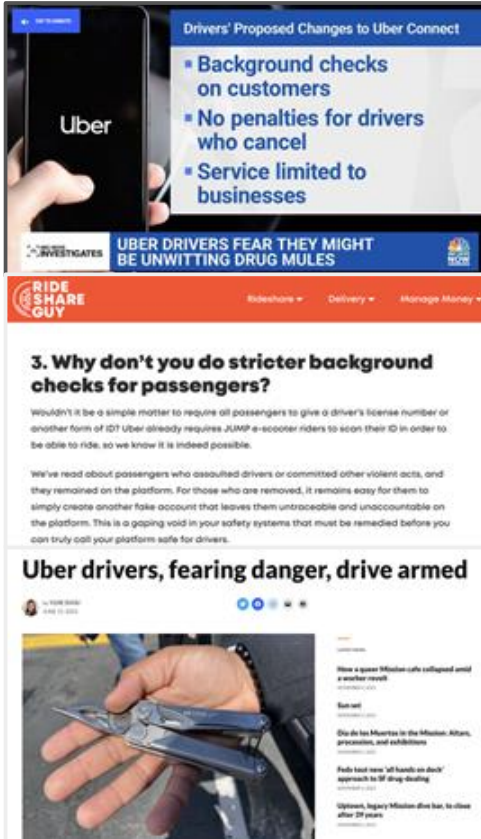 TAP TO UNMUTE
Drivers' Proposed Changes to Uber Connect
Background checks
on customers
No penalties for drivers
who cancel
Service limited to
businesses
Uber
INVESTIGATES
UBER DRIVERS FEAR THEY MIGHT
BE UNWITTING DRUG MULES
NBC NEWS
NOW
RIDE
SHARE
GUY
Rideshare
Delivery
Manage Money
3. Why don't you do stricter background
checks for passengers?
Wouldn't it be a simple matter to require all passengers to give a driver's license number or
another form of ID? Uber already requires JUMP e-scooter riders to scan their ID in order to
be able to ride, so we know it is indeed possible.
We've read about passengers who assaulted drivers or committed other violent acts, and
they remained on the platform. For those who are removed, it remains easy for them to
simply create another fake account that leaves them untraceable and unaccountable on
the platform. This is a gaping void in your safety systems that must be remedied before you
can truly call your platform safe for drivers.
Uber drivers, fearing danger, drive armed
LATEST NEWS
How a queer Mission cafe collapsed amid
a worker revolt
Sun set
Dia de los Muertos in the Mission: Altars,
procession, and exhibitions
Feds tout new 'all hands on deck'
approach to SF drug-dealing
Uptown, legacy Mission dive bar, to close
after 39 years